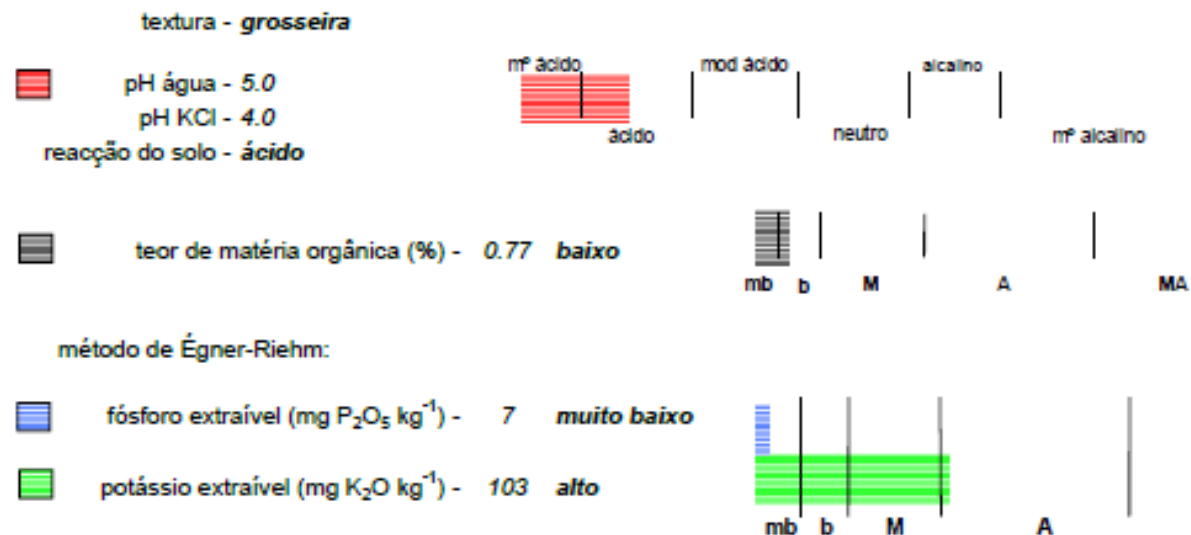 textura - grosseira
pH água - 5.0
pH KCl - 4.0
reacção do solo - ácido
mº ácido mod ácido alcalino
ácido neutro mº alcalino
teor de matéria orgânica (%) - 0.77 baixo
mb b M A MA
método de Égner-Riehm:
fósforo extraível (mg P₂O₅ kg⁻¹) - 7 muito baixo
potássio extraível (mg K₂O kg⁻¹) - 103 alto
mb b M A